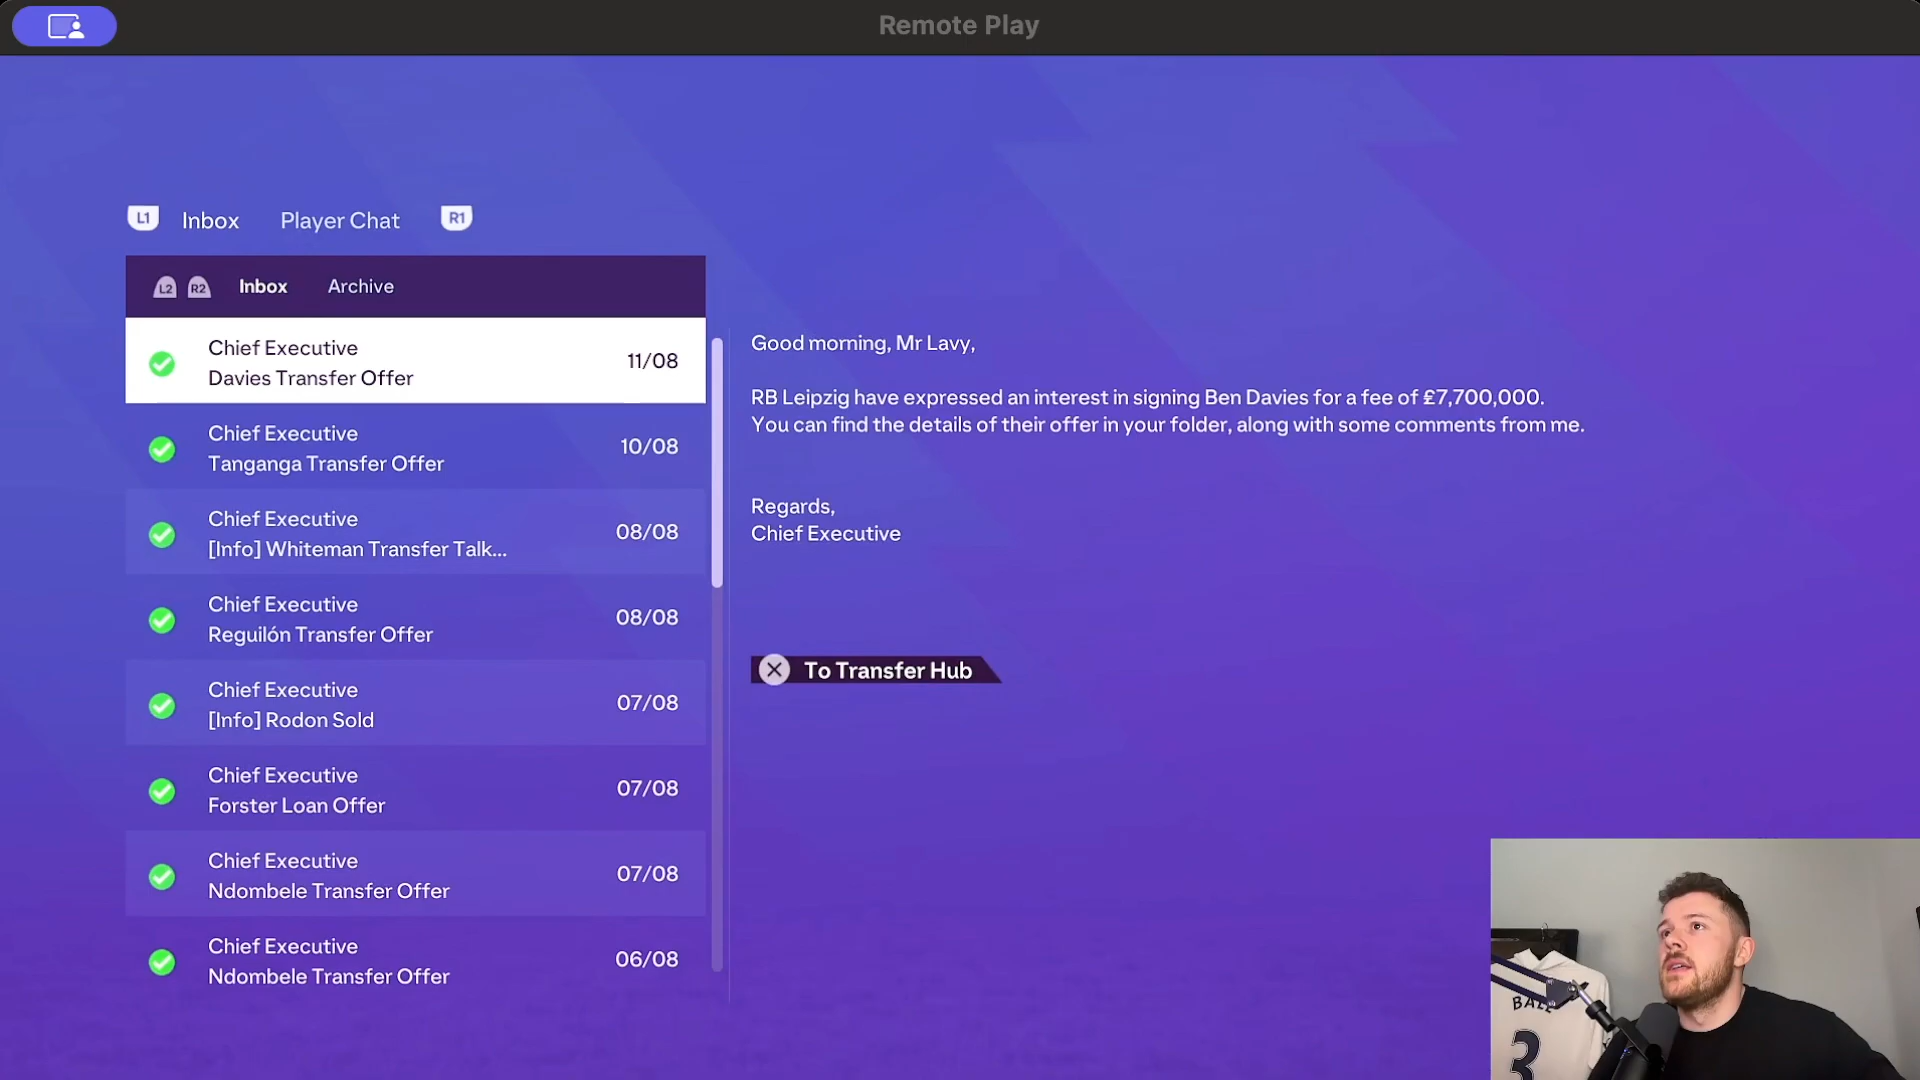 Remote Play
L1 Inbox Player Chat R1
L2 R2 Inbox Archive
Chief Executive
Davies Transfer Offer
11/08
Chief Executive
Tanganga Transfer Offer
10/08
Chief Executive
[Info] Whiteman Transfer Talk...
08/08
Chief Executive
Reguilón Transfer Offer
08/08
Chief Executive
[Info] Rodon Sold
07/08
Chief Executive
Forster Loan Offer
07/08
Chief Executive
Ndombele Transfer Offer
07/08
Chief Executive
Ndombele Transfer Offer
06/08
Good morning, Mr Lavy,
RB Leipzig have expressed an interest in signing Ben Davies for a fee of £7,700,000.
You can find the details of their offer in your folder, along with some comments from me.
Regards,
Chief Executive
To Transfer Hub
BALE
3